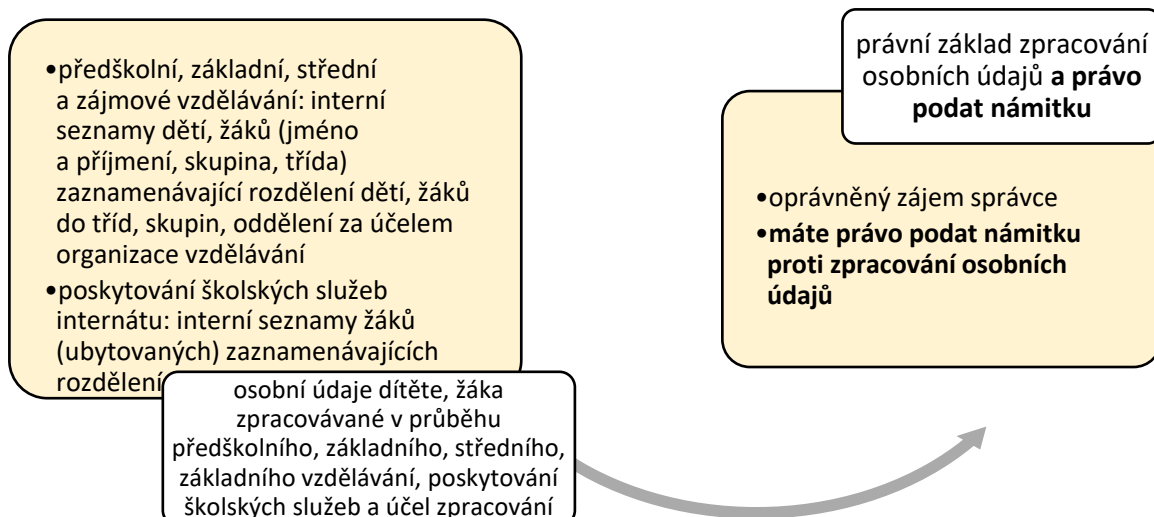 •předškolní, základní, střední
a zájmové vzdělávání: interní
seznamy dětí, žáků (jméno
a příjmení, skupina, třída)
zaznamenávající rozdělení dětí, žáků
do tříd, skupin, oddělení za účelem
organizace vzdělávání
•poskytování školských služeb
internátu: interní seznamy žáků
(ubytovaných) zaznamenávajících
rozdělení
osobní údaje dítěte, žáka
zpracovávané v průběhu
předškolního, základního, středního,
základního vzdělávání, poskytování
školských služeb a účel zpracování
právní základ zpracování
osobních údajů a právo
podat námitku
•oprávněný zájem správce
•máte právo podat námitku
proti zpracování osobních
údajů